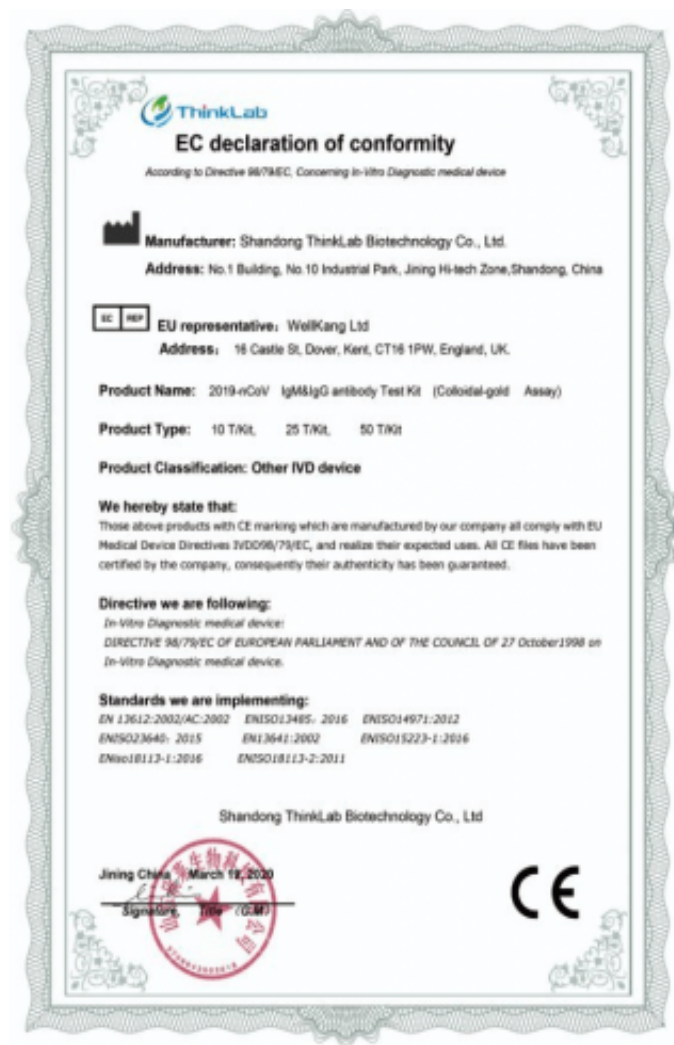 ThinkLab
EC declaration of conformity
According to Directive 98/79/EC, Concerning In-Vitro Diagnostic medical device
Manufacturer: Shandong ThinkLab Biotechnology Co., Ltd.
Address: No.1 Building, No.10 Industrial Park, Jining Hi-tech Zone,Shandong, China
EC REP
EU representative: WellKang Ltd
Address: 16 Castle St, Dover, Kent, CT16 1PW, England, UK.
Product Name: 2019-nCoV IgM&IgG antibody Test Kit (Colloidal-gold Assay)
Product Type: 10 T/Kit, 25 T/Kit, 50 T/Kit
Product Classification: Other IVD device
We hereby state that:
Those above products with CE marking which are manufactured by our company all comply with EU
Medical Device Directives IVDD98/79/EC, and realize their expected uses. All CE files have been
certified by the company, consequently their authenticity has been guaranteed.
Directive we are following:
In-Vitro Diagnostic medical device:
DIRECTIVE 98/79/EC OF EUROPEAN PARLIAMENT AND OF THE COUNCIL OF 27 October1998 on
In-Vitro Diagnostic medical device.
Standards we are implementing:
EN 13612:2002/AC:2002 ENISO13485: 2016 ENISO14971:2012
ENISO23640: 2015 EN13641:2002 ENISO15223-1:2016
ENiso18113-1:2016 ENISO18113-2:2011
Shandong ThinkLab Biotechnology Co., Ltd
Jining China March 2020
Signature, Title (G.M)
生物科 有 公司
CE